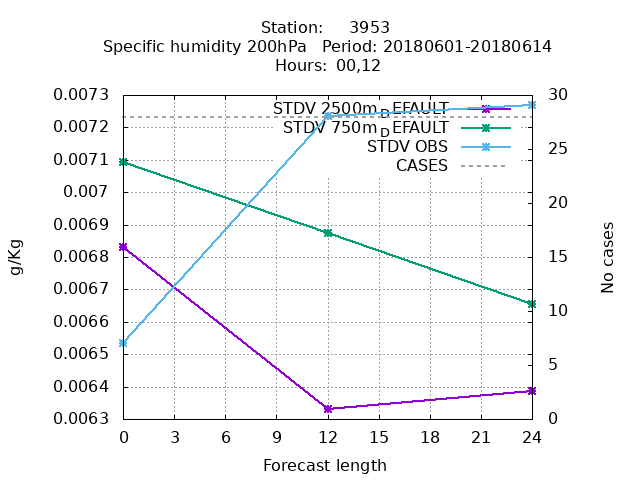 Station: 3953
Specific humidity 200hPa Period: 20180601-20180614
Hours: 00,12
0.0073
0.0072
0.0071
0.007
0.0069
0.0068
0.0067
0.0066
0.0065
0.0064
0.0063
g/Kg
STDV 2500mDEFAULT
STDV 750mDEFAULT
STDV OBS
CASES
30
25
20
15
10
5
0
No cases
0 3 6 9 12 15 18 21 24
Forecast length